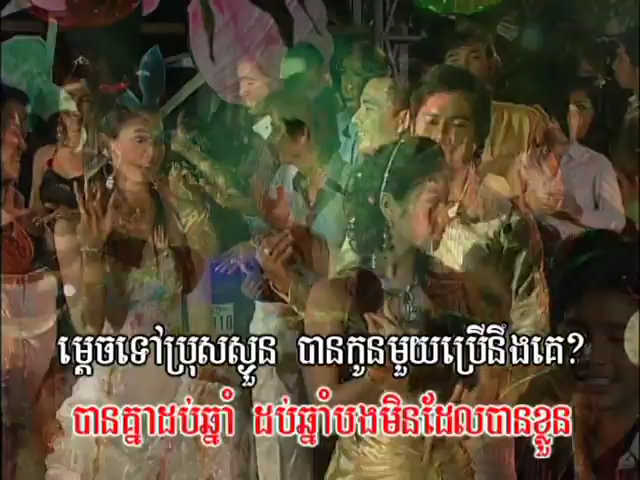 ម្ដេចទៅប្រុសស្ងួន បានកូនមួយប្រើនឹងគេ?
បានគ្នាដប់ឆ្នាំ ដប់ឆ្នាំបងមិនដែលបានខ្លួន